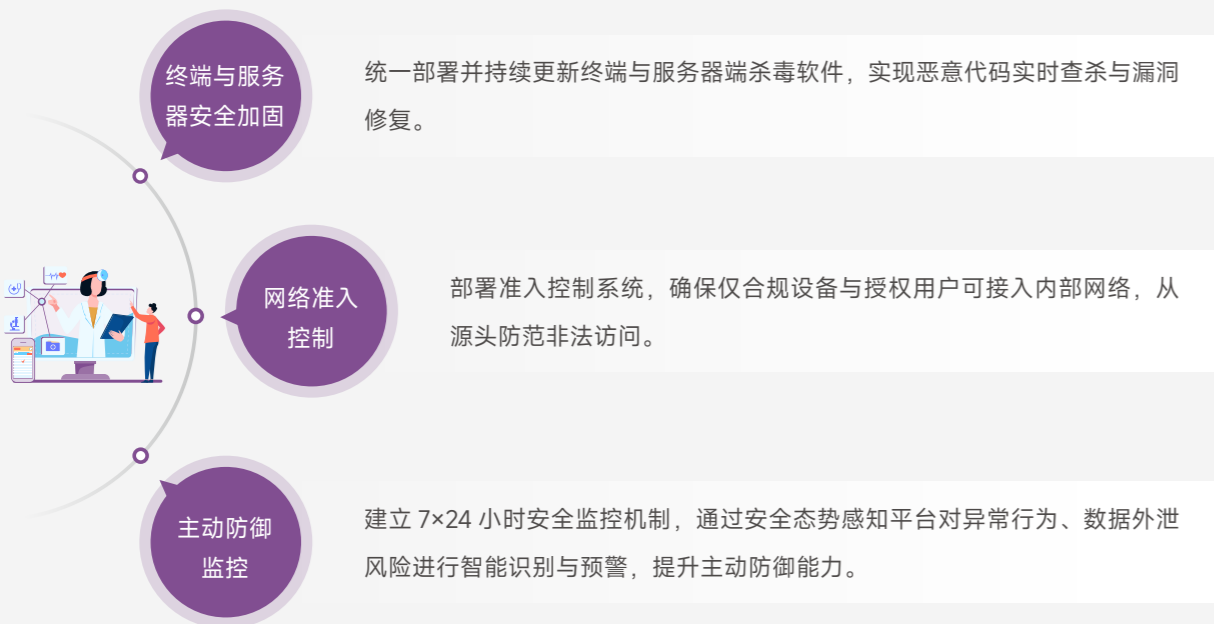 终端与服务
器安全加固
统一部署并持续更新终端与服务器端杀毒软件，实现恶意代码实时查杀与漏洞
修复。
网络准入
控制
部署准入控制系统，确保仅合规设备与授权用户可接入内部网络，从
源头防范非法访问。
主动防御
监控
建立 7×24 小时安全监控机制，通过安全态势感知平台对异常行为、数据外泄
风险进行智能识别与预警，提升主动防御能力。